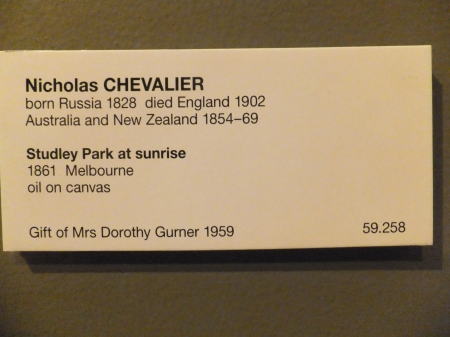 Nicholas CHEVALIER
born Russia 1828 died England 1902
Australia and New Zealand 1854–69
Studley Park at sunrise
1861 Melbourne
oil on canvas
Gift of Mrs Dorothy Gurner 1959 59.258